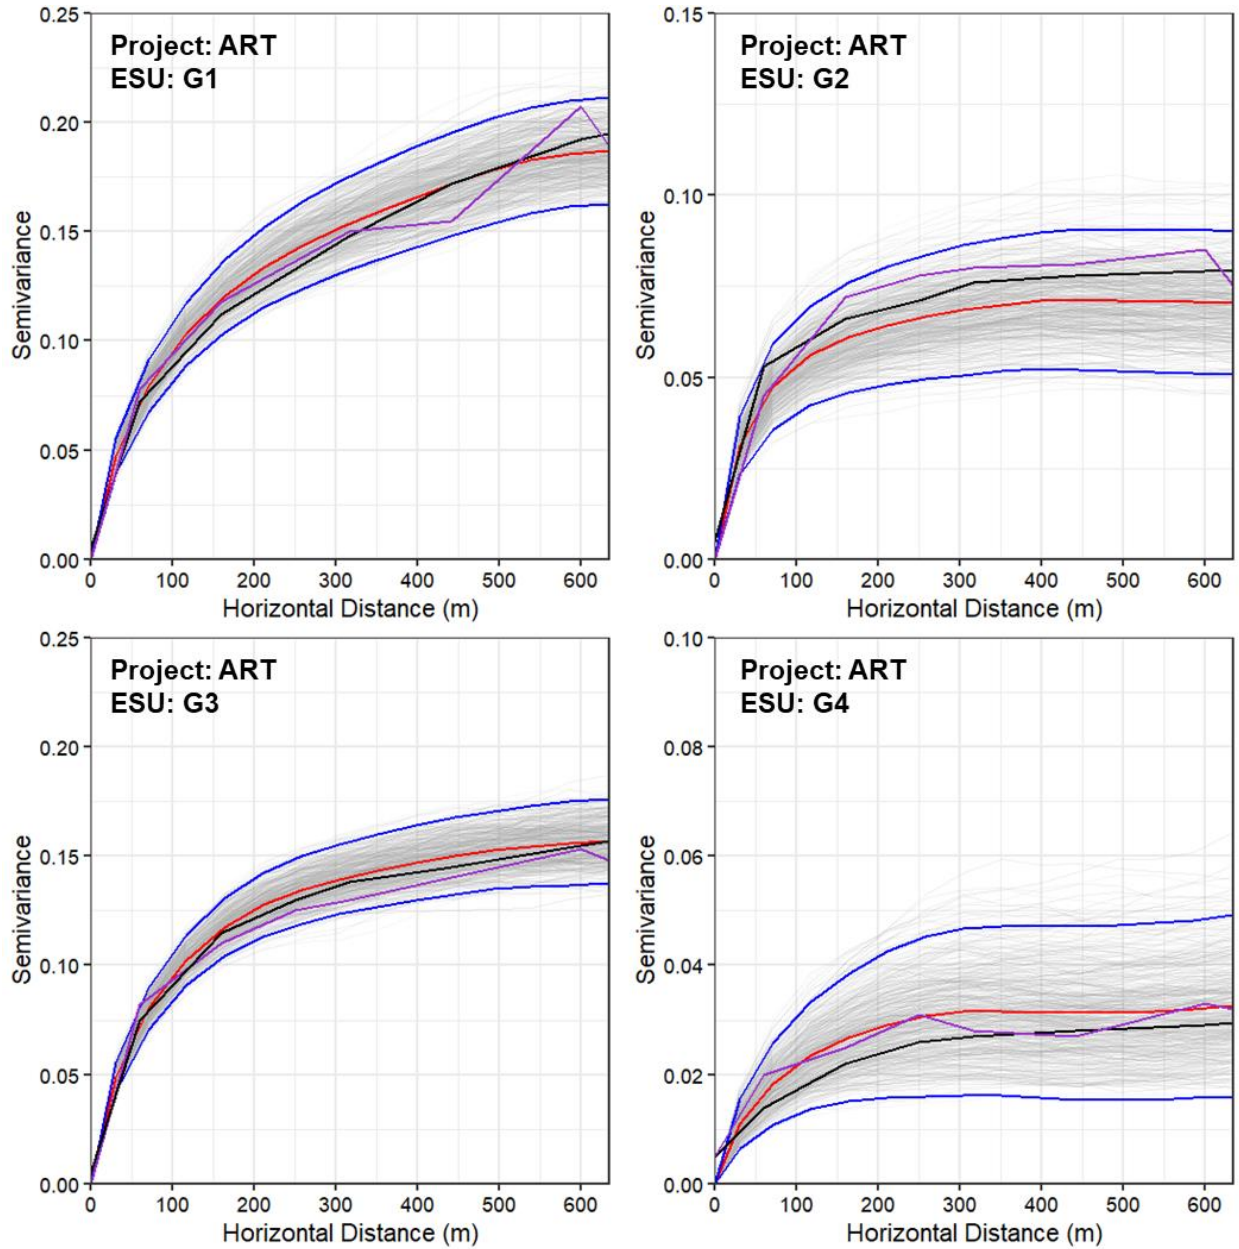 Project: ART
ESU: G1
0.25
0.20
0.15
0.10
0.05
0.00
Semivariance
0 100 200 300 400 500 600
Horizontal Distance (m)
Project: ART
ESU: G2
0.15
0.10
0.05
0.00
Semivariance
0 100 200 300 400 500 600
Horizontal Distance (m)
Project: ART
ESU: G3
0.25
0.20
0.15
0.10
0.05
0.00
Semivariance
0 100 200 300 400 500 600
Horizontal Distance (m)
Project: ART
ESU: G4
0.10
0.08
0.06
0.04
0.02
0.00
Semivariance
0 100 200 300 400 500 600
Horizontal Distance (m)